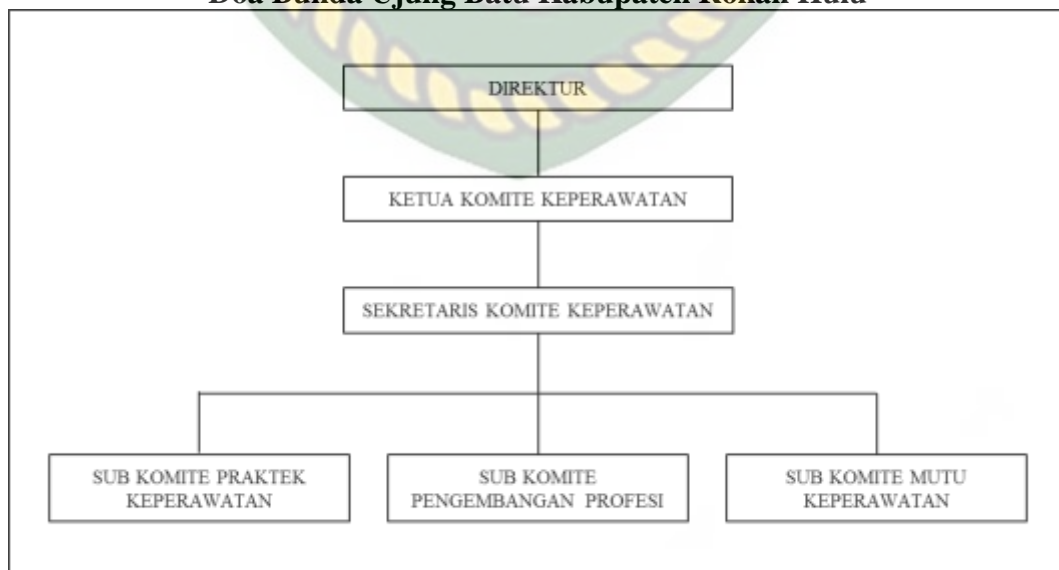 Doa Bunda Ujung Batu Kabupaten Rokan Hulu
DIREKTUR
KETUA KOMITE KEPERAWATAN
SEKRETARIS KOMITE KEPERAWATAN
SUB KOMITE PRAKTEK
KEPERAWATAN
SUB KOMITE
PENGEMBANGAN PROFESI
SUB KOMITE MUTU
KEPERAWATAN